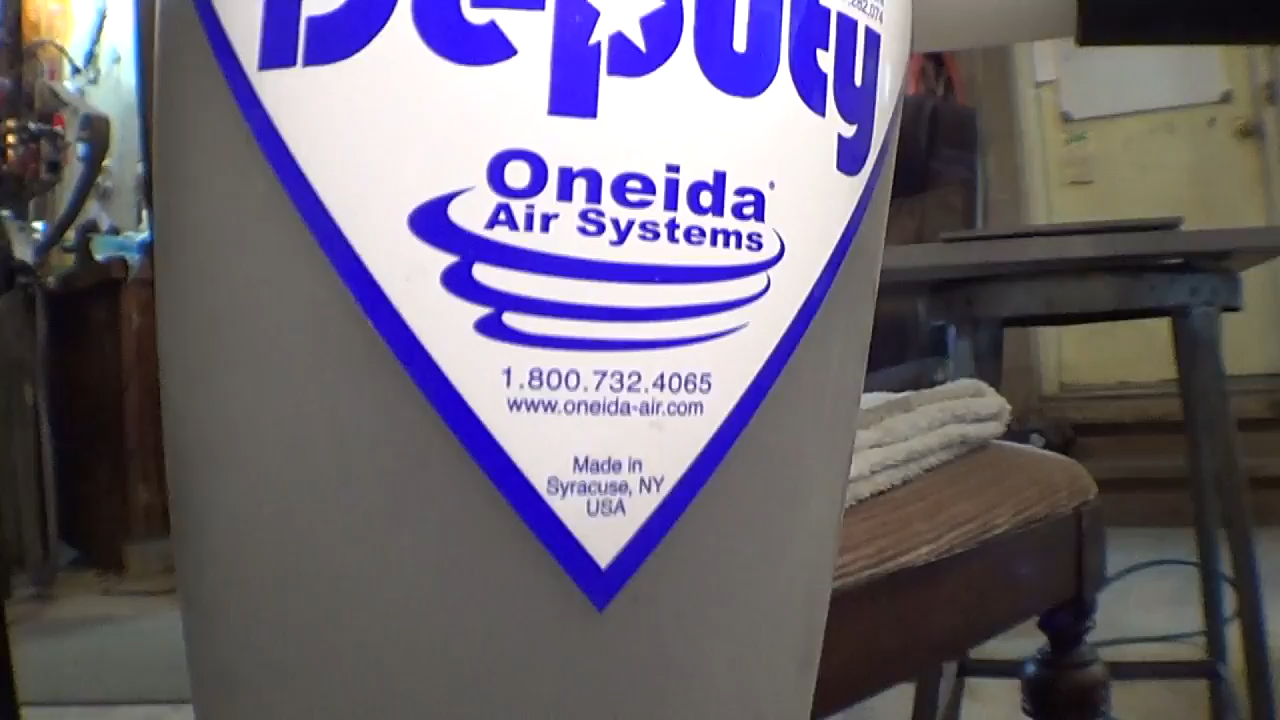 Deputy
Oneida
Air Systems
1.800.732.4065
www.oneida-air.com
Made in
Syracuse, NY
USA